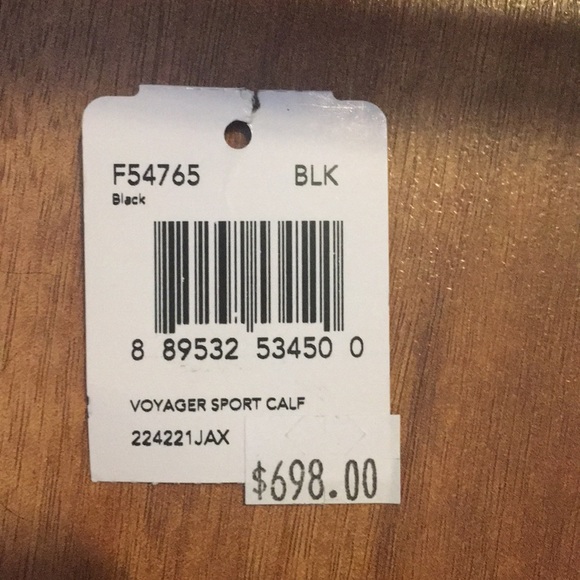 F54765 BLK
Black
8 89532 53450 0
VOYAGER SPORT CALF
224221JAX
$698.00